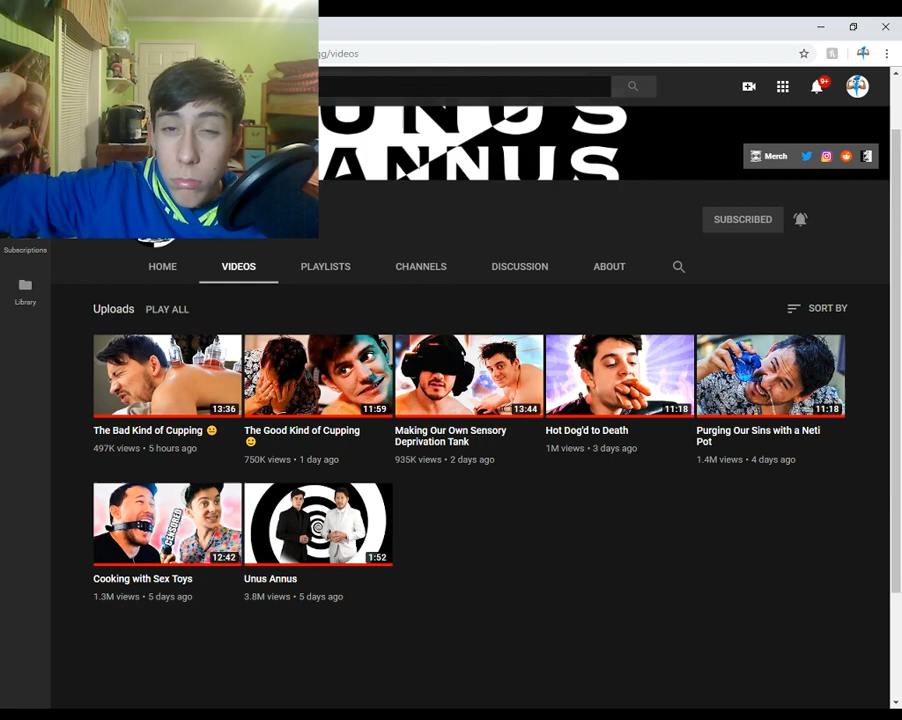 g/videos
9+
UNUS
ANNUS
Merch
SUBSCRIBED
Subscriptions
Library
HOME
VIDEOS
PLAYLISTS
CHANNELS
DISCUSSION
ABOUT
Uploads
PLAY ALL
SORT BY
13:36
11:59
13:44
11:18
11:18
The Bad Kind of Cupping 😐
497K views • 5 hours ago
The Good Kind of Cupping
😊
750K views • 1 day ago
Making Our Own Sensory
Deprivation Tank
935K views • 2 days ago
Hot Dog'd to Death
1M views • 3 days ago
Purging Our Sins with a Neti
Pot
1.4M views • 4 days ago
CENSORED
12:42
1:52
Cooking with Sex Toys
1.3M views • 5 days ago
Unus Annus
3.8M views • 5 days ago